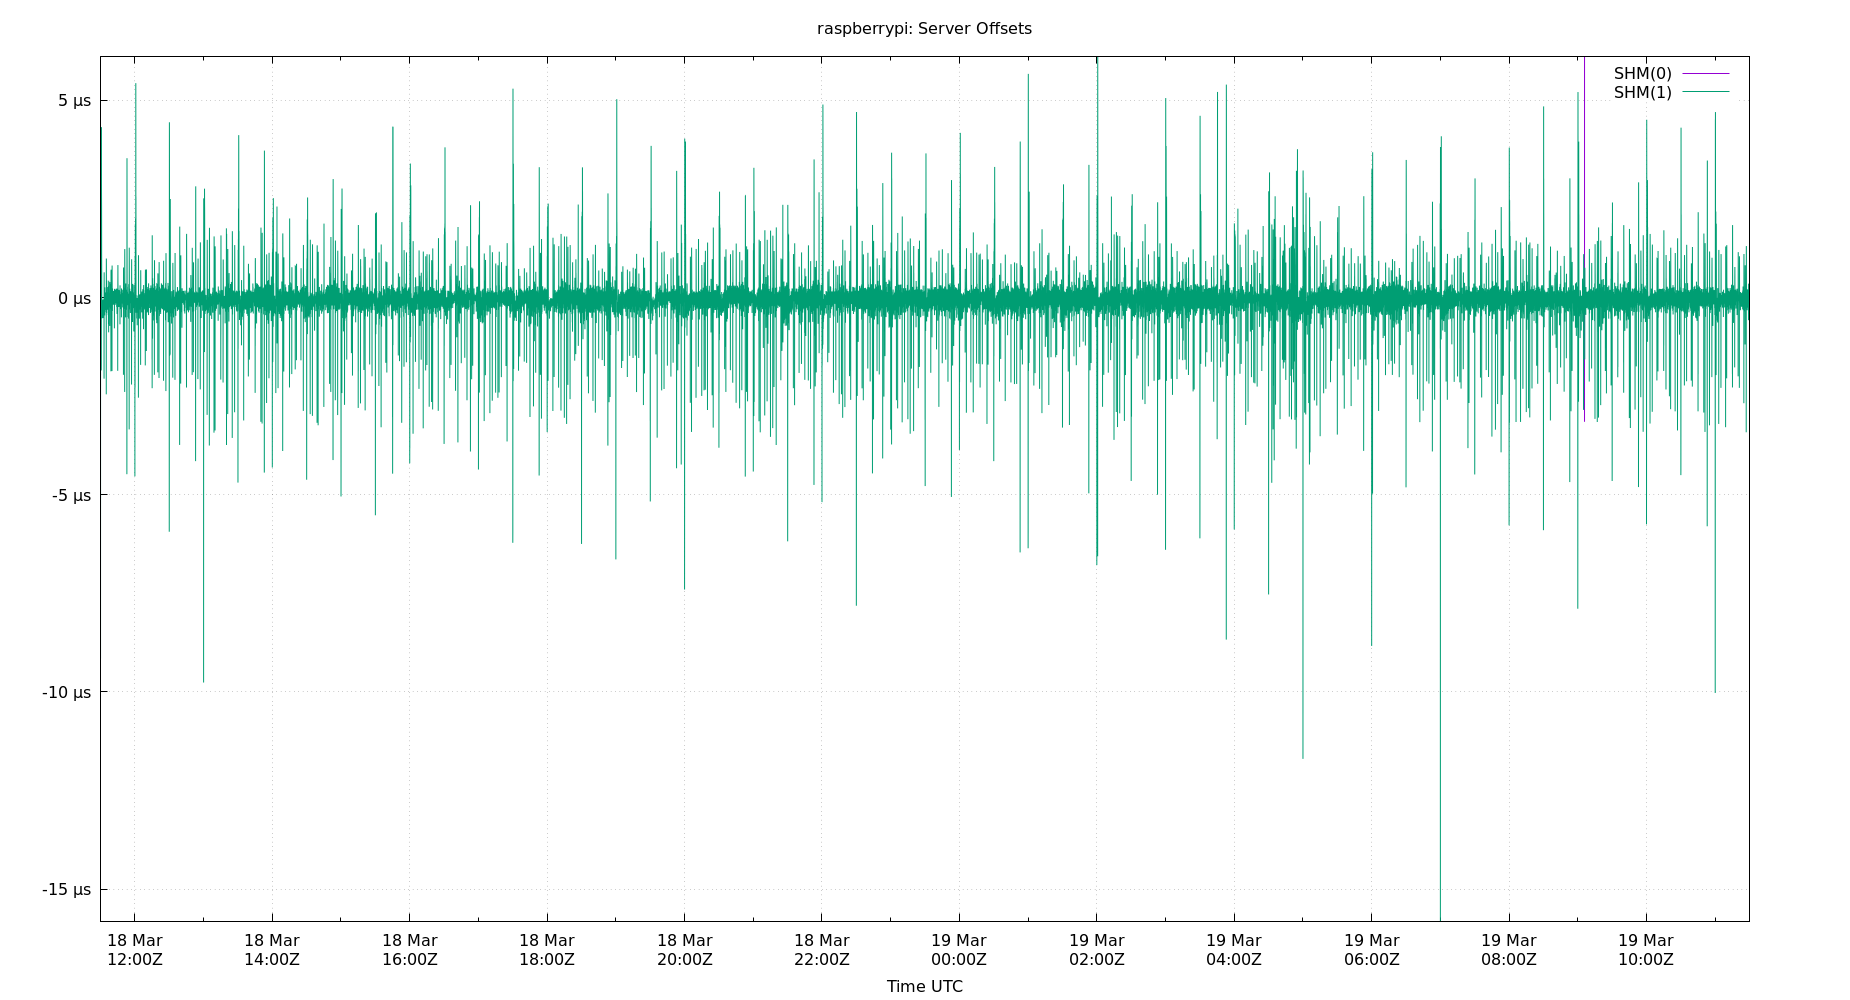 raspberrypi: Server Offsets
SHM(0)
SHM(1)
5 µs
0 µs
-5 µs
-10 µs
-15 µs
18 Mar 18 Mar 18 Mar 18 Mar 18 Mar 18 Mar 19 Mar 19 Mar 19 Mar 19 Mar 19 Mar 19 Mar
12:00Z 14:00Z 16:00Z 18:00Z 20:00Z 22:00Z 00:00Z 02:00Z 04:00Z 06:00Z 08:00Z 10:00Z
Time UTC